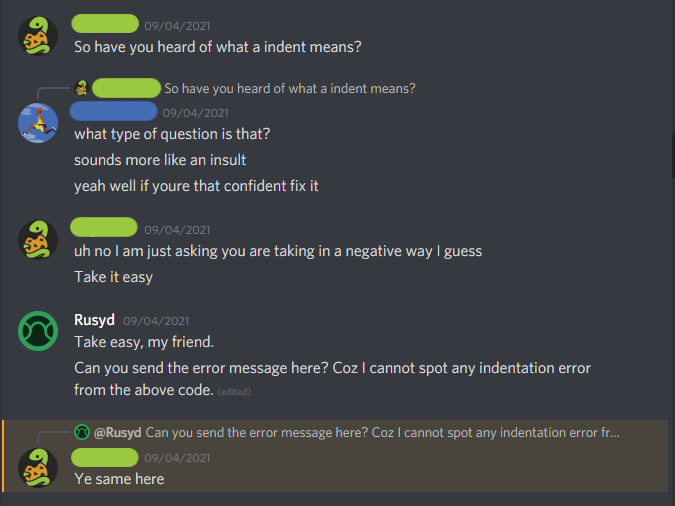 09/04/2021
So have you heard of what a indent means?
So have you heard of what a indent means?
09/04/2021
what type of question is that?
sounds more like an insult
yeah well if youre that confident fix it
09/04/2021
uh no I am just asking you are taking in a negative way I guess
Take it easy
Rusyd 09/04/2021
Take easy, my friend.
Can you send the error message here? Coz I cannot spot any indentation error
from the above code. (edited)
@Rusyd Can you send the error message here? Coz I cannot spot any indentation error fr...
09/04/2021
Ye same here